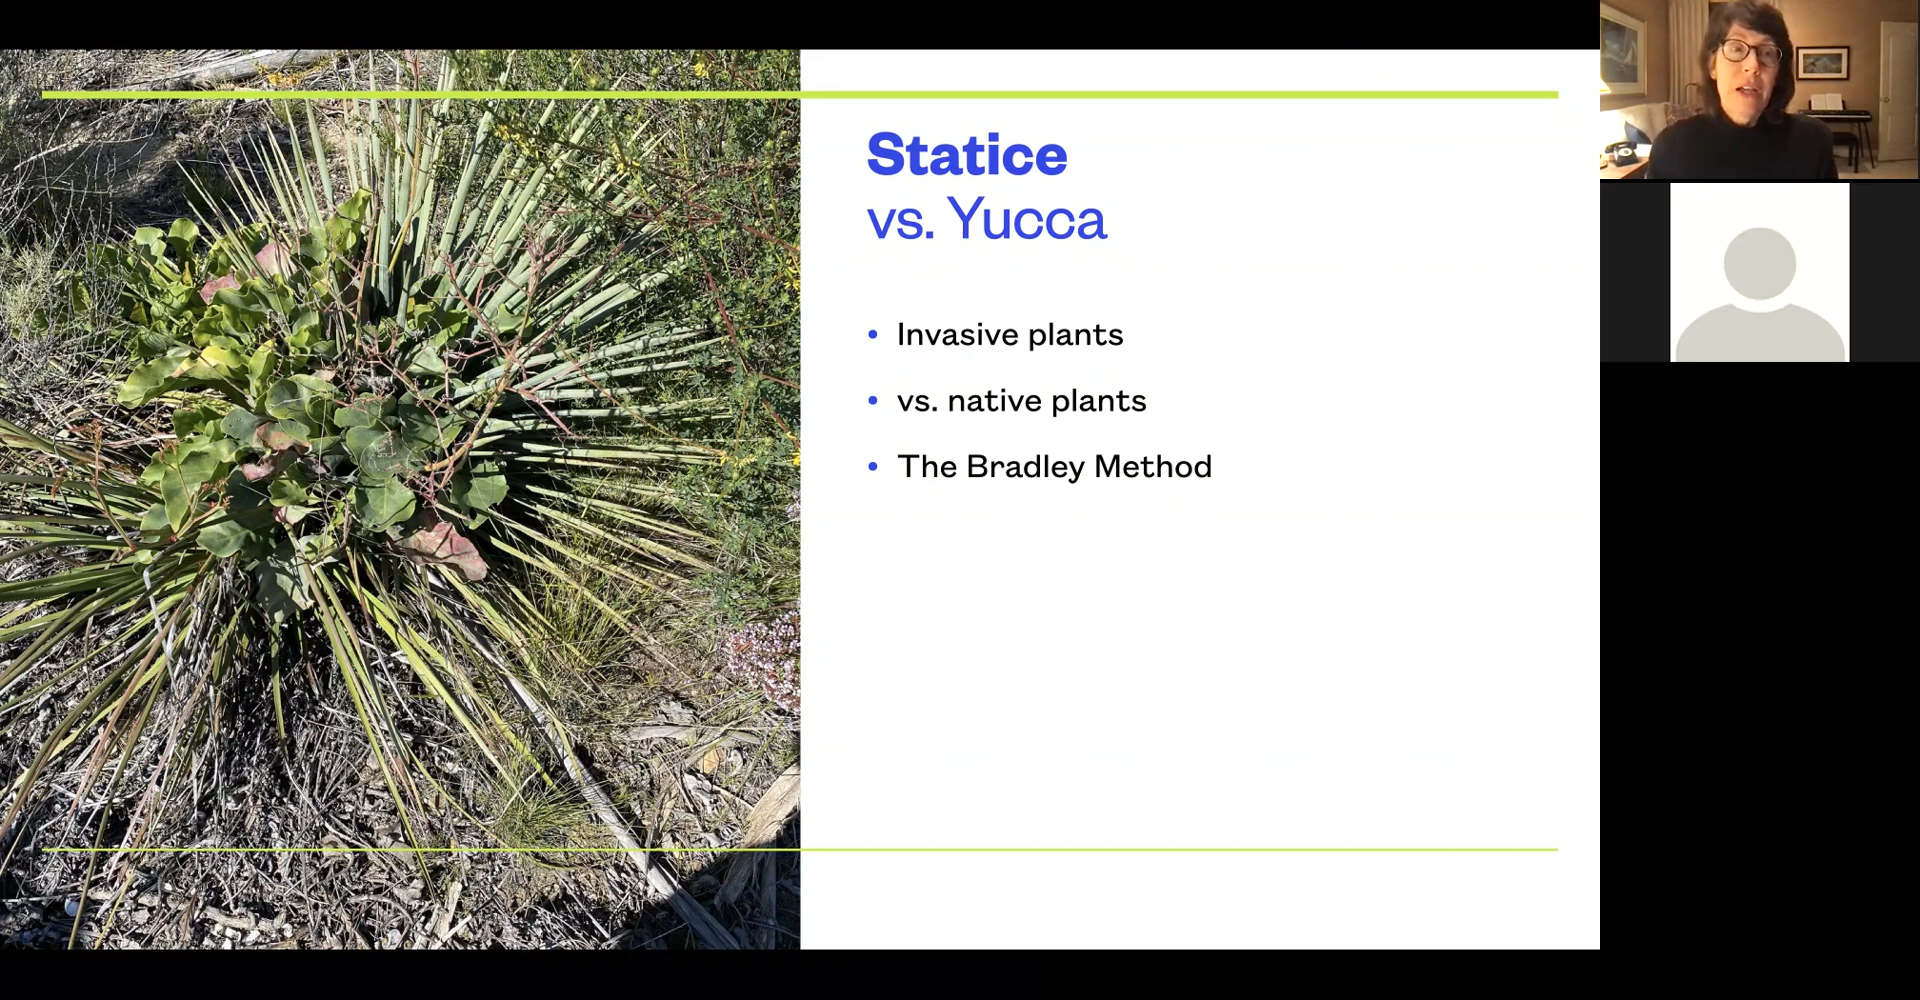 Statice
vs. Yucca
• Invasive plants
• vs. native plants
• The Bradley Method